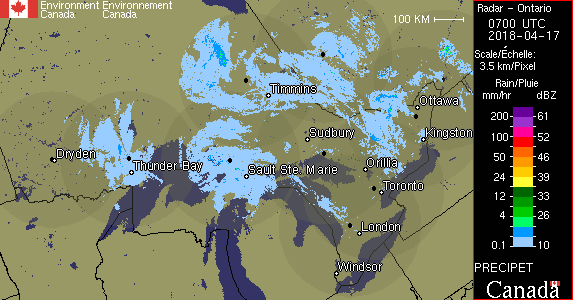 Environment Environnement
Canada Canada
100 KM
Timmins
Ottawa
Sudbury
Kingston
Dryden
Thunder Bay
Sault Ste. Marie
Orillia
Toronto
London
Windsor
Radar - Ontario
0700 UTC
2018-04-17
Scale/Échelle:
3.5 km/Pixel
Rain/Pluie
mm/hr dBZ
200 61
100 52
50 46
24 39
12 33
4 26
0.1 10
PRECIPET
Canada